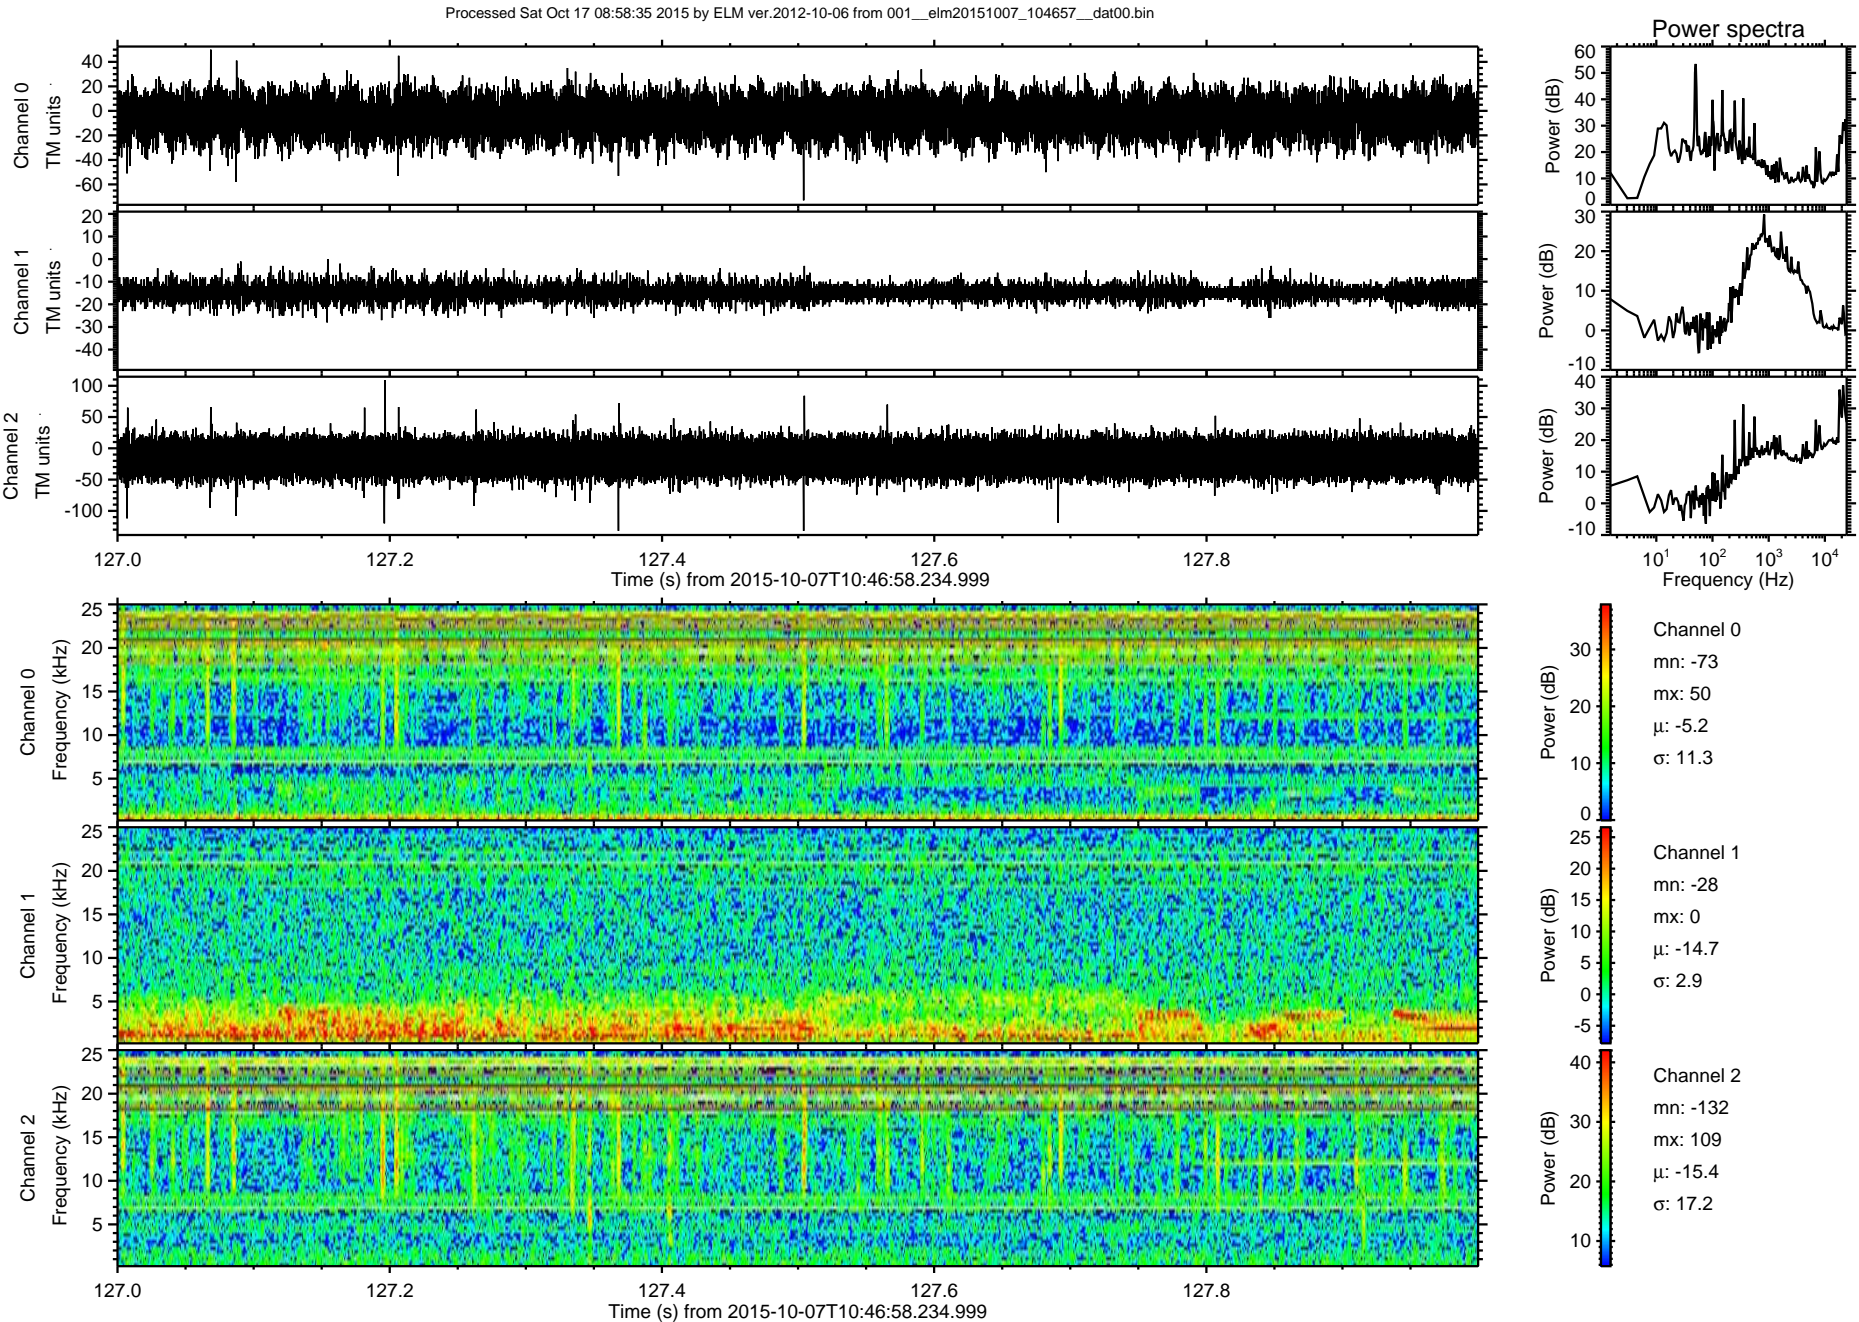 Processed Sat Oct 17 08:58:35 2015 by ELM ver.2012-10-06 from 001__elm20151007_104657__dat00.bin
Power spectra
Channel 0
TM units
40
20
0
-20
-40
-60
Power (dB)
60
50
40
30
20
10
0
Channel 1
TM units
20
10
0
-10
-20
-30
-40
Power (dB)
30
20
10
0
-10
Channel 2
TM units
100
50
0
-50
-100
Power (dB)
40
30
20
10
0
-10
127.0 127.2 127.4 127.6 127.8
Time (s) from 2015-10-07T10:46:58.234.999
10^1 10^2 10^3 10^4
Frequency (Hz)
Channel 0
Frequency (kHz)
25
20
15
10
5
Power (dB)
30
20
10
0
Channel 0
mn: -73
mx: 50
μ: -5.2
σ: 11.3
Channel 1
Frequency (kHz)
25
20
15
10
5
Power (dB)
25
20
15
10
5
0
-5
Channel 1
mn: -28
mx: 0
μ: -14.7
σ: 2.9
Channel 2
Frequency (kHz)
25
20
15
10
5
Power (dB)
40
30
20
10
Channel 2
mn: -132
mx: 109
μ: -15.4
σ: 17.2
127.0 127.2 127.4 127.6 127.8
Time (s) from 2015-10-07T10:46:58.234.999